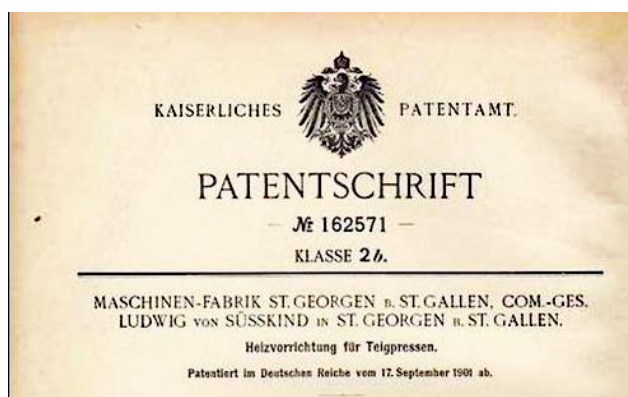 KAISERLICHES PATENTAMT.
PATENTSCHRIFT
— № 162571 —
KLASSE 2b.
MASCHINEN-FABRIK ST. GEORGEN B. ST. GALLEN, COM.-GES.
LUDWIG VON SÜSSKIND IN ST. GEORGEN B. ST. GALLEN.
Heizvorrichtung für Teigpressen.
Patentiert im Deutschen Reiche vom 17. September 1901 ab.